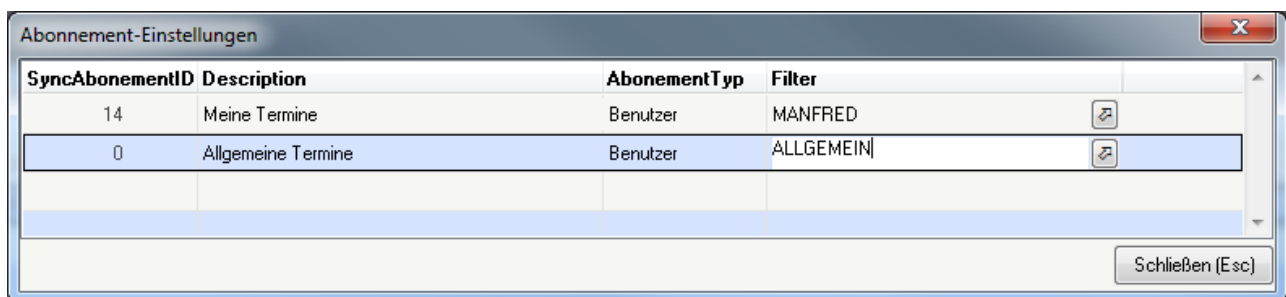 Abonnement-Einstellungen
SyncAbonementID Description AbonementTyp Filter
14 Meine Termine Benutzer MANFRED
0 Allgemeine Termine Benutzer ALLGEMEIN
Schließen (Esc)